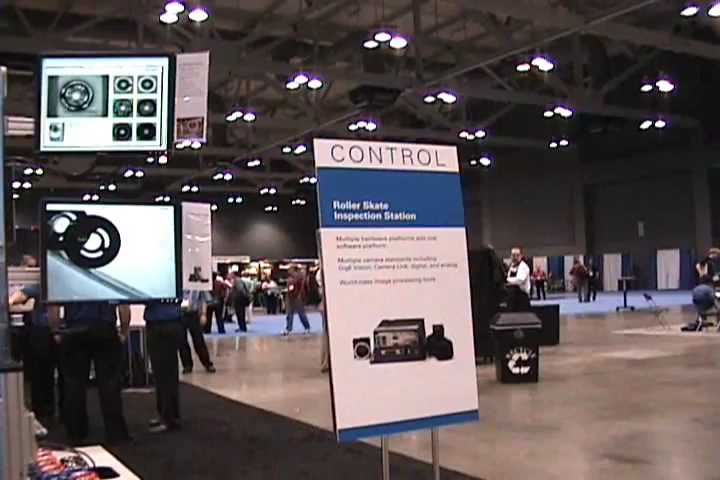 CONTROL
Roller Skate
Inspection Station
Multiple hardware platforms and one
software platform
Multiple camera standards including
GigE Vision, Camera Link, digital, and analog
World-class image processing tools
RECYCLE